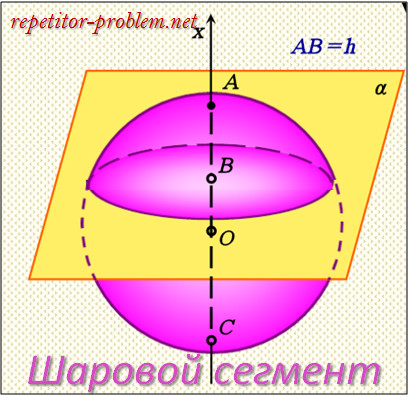 repetitor-problem.net
x
AB=h
A
α
B
O
C
Шаровой сегмент